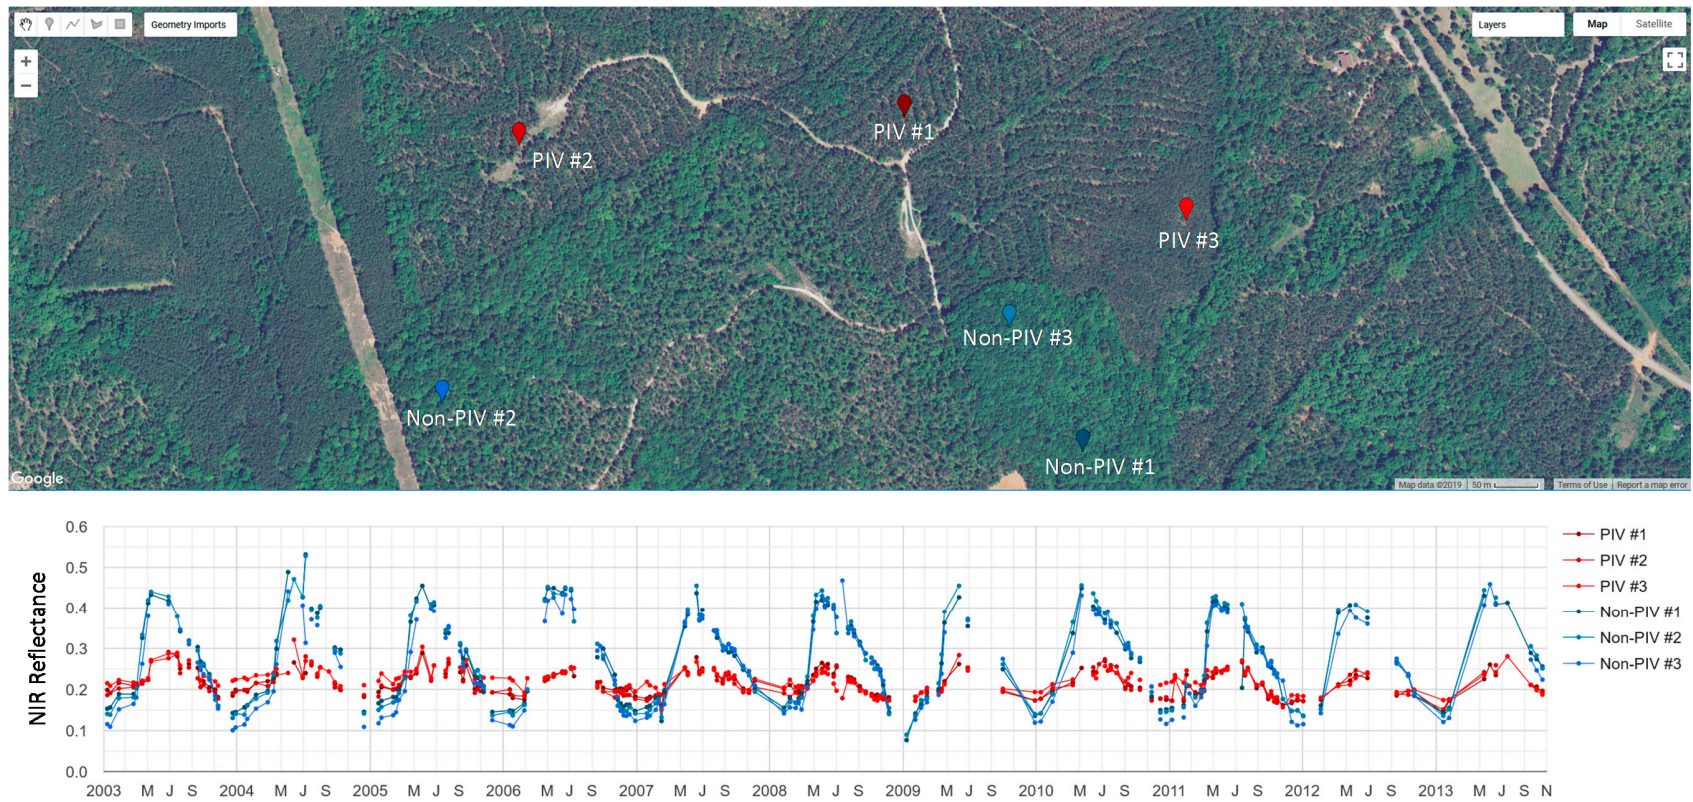 Geometry Imports
Layers
Map Satellite
+
−
PIV #1
PIV #2
PIV #3
Non-PIV #3
Non-PIV #2
Non-PIV #1
Google
Map data ©2019 50 m Terms of Use Report a map error
NIR Reflectance
0.6
0.5
0.4
0.3
0.2
0.1
0.0
2003 M J S 2004 M J S 2005 M J S 2006 M J S 2007 M J S 2008 M J S 2009 M J S 2010 M J S 2011 M J S 2012 M J S 2013 M J S N
PIV #1
PIV #2
PIV #3
Non-PIV #1
Non-PIV #2
Non-PIV #3